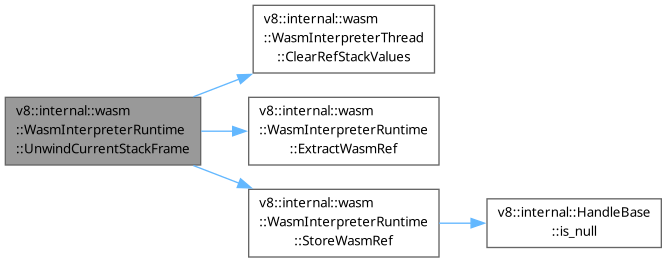 v8::internal::wasm
::WasmInterpreterThread
::ClearRefStackValues
v8::internal::wasm
::WasmInterpreterRuntime
::UnwindCurrentStackFrame
v8::internal::wasm
::WasmInterpreterRuntime
::ExtractWasmRef
v8::internal::wasm
::WasmInterpreterRuntime
::StoreWasmRef
v8::internal::HandleBase
::is_null